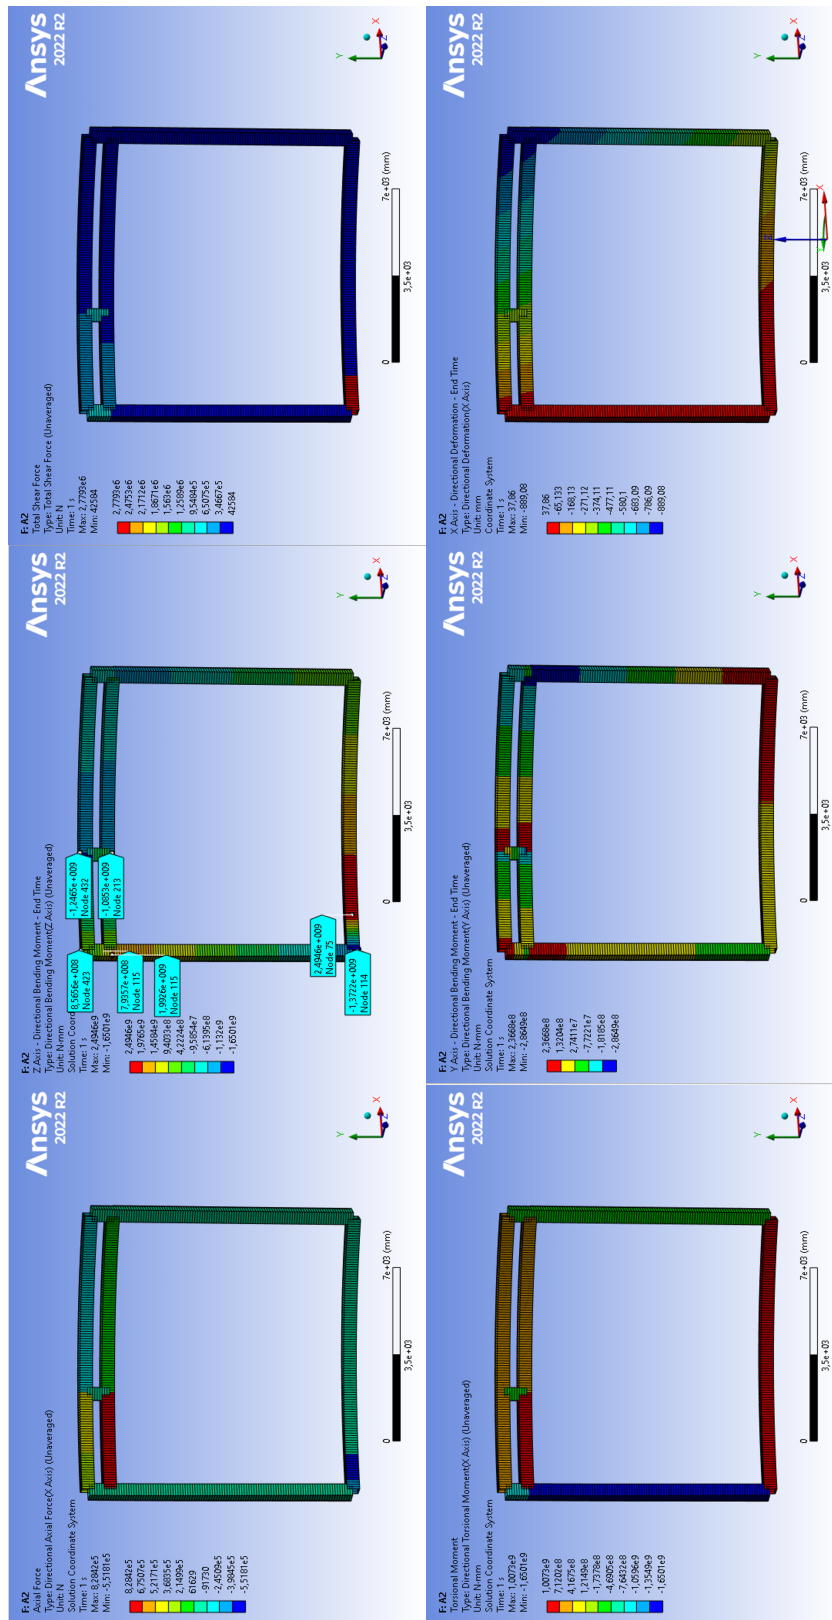 F: A2
Axial Force
Type: Directional Axial Force(X Axis) (Unaveraged)
Unit: N
Solution Coordinate System
Time: 1 s
Max: 8,2842e5
Min: -5,5181e5
8,2842e5
6,7507e5
5,2171e5
3,6835e5
2,1499e5
61629
-91730
-2,4509e5
-3,9845e5
-5,5181e5
Ansys
2022 R2
Y
X
Z
0
3,5e+03
7e+03 (mm)
F: A2
Z Axis - Directional Bending Moment - End Time
Type: Directional Bending Moment(Z Axis) (Unaveraged)
Unit: N·mm
Solution Coord
Time: 1 s
Max: 2,4946e9
Min: -1,6501e9
2,4946e9
1,9765e9
1,4584e9
9,4031e8
4,2224e8
-9,5854e7
-6,1395e8
-1,132e9
-1,6501e9
8,5656e+008
Node 423
-1,2465e+009
Node 432
-1,0853e+009
Node 213
7,9357e+008
Node 115
1,9926e+009
Node 115
2,4946e+009
Node 75
-1,3722e+009
Node 114
Ansys
2022 R2
Y
X
Z
0
3,5e+03
7e+03 (mm)
F: A2
Total Shear Force
Type: Total Shear Force (Unaveraged)
Unit: N
Time: 1 s
Max: 2,7793e6
Min: 42584
2,7793e6
2,4753e6
2,1712e6
1,8671e6
1,563e6
1,2589e6
9,5484e5
6,5075e5
3,4667e5
42584
Ansys
2022 R2
Y
X
Z
0
3,5e+03
7e+03 (mm)
F: A2
Torsional Moment
Type: Directional Torsional Moment(X Axis) (Unaveraged)
Unit: N·mm
Solution Coordinate System
Time: 1 s
Max: 1,0073e9
Min: -1,6501e9
1,0073e9
7,1202e8
4,1675e8
1,2149e8
-1,7378e8
-4,6905e8
-7,6432e8
-1,0596e9
-1,3549e9
-1,6501e9
Ansys
2022 R2
Y
X
Z
0
3,5e+03
7e+03 (mm)
F: A2
Y Axis - Directional Bending Moment - End Time
Type: Directional Bending Moment(Y Axis) (Unaveraged)
Unit: N·mm
Solution Coordinate System
Time: 1 s
Max: 2,3668e8
Min: -2,8649e8
2,3668e8
1,3204e8
2,7411e7
-7,7221e7
-1,8185e8
-2,8649e8
Ansys
2022 R2
Y
X
Z
0
3,5e+03
7e+03 (mm)
F: A2
X Axis - Directional Deformation - End Time
Type: Directional Deformation(X Axis)
Unit: mm
Coordinate System
Time: 1 s
Max: 37,86
Min: -889,08
37,86
-65,133
-168,13
-271,12
-374,11
-477,11
-580,1
-683,09
-786,09
-889,08
Ansys
2022 R2
Y
X
Z
0
3,5e+03
7e+03 (mm)
X